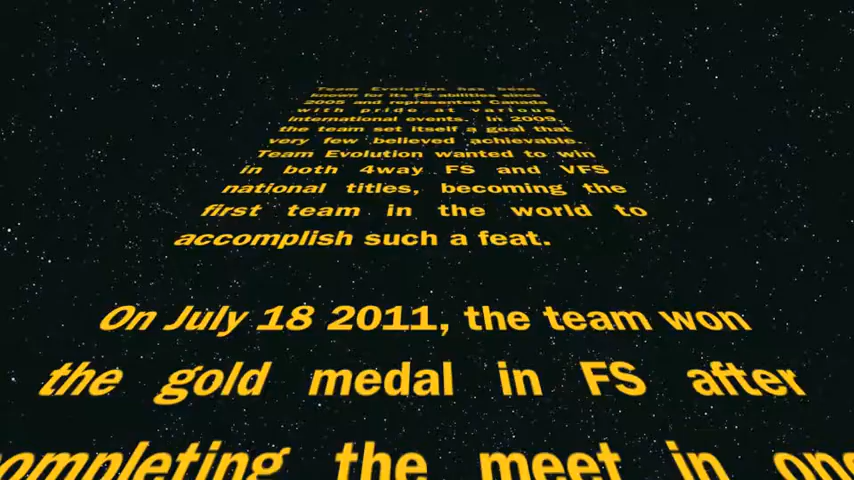 Team Evolution has been
known for its FS abilities since
2005 and represented Canada
with pride at various
international events. In 2009,
the team set itself a goal that
very few believed achievable.
Team Evolution wanted to win
in both 4way FS and VFS
national titles, becoming the
first team in the world to
accomplish such a feat.
On July 18 2011, the team won
the gold medal in FS after
completing the meet in one